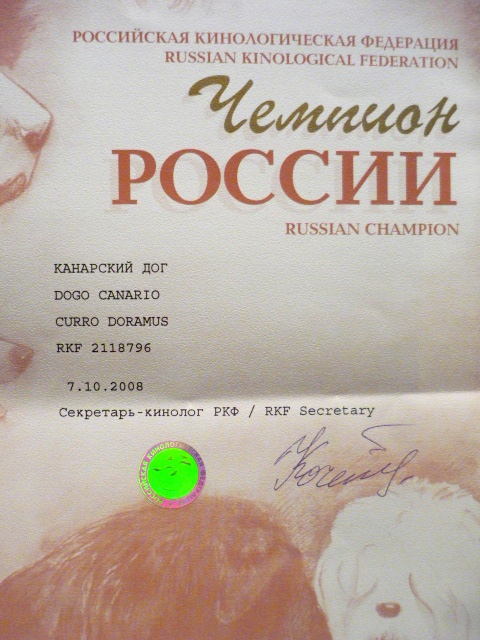 РОССИЙСКАЯ КИНОЛОГИЧЕСКАЯ ФЕДЕРАЦИЯ
RUSSIAN KINOLOGICAL FEDERATION
Чемпион
РОССИИ
RUSSIAN CHAMPION
КАНАРСКИЙ ДОГ
DOGO CANARIO
CURRO DORAMUS
RKF 2118796
7.10.2008
Секретарь-кинолог РКФ / RKF Secretary